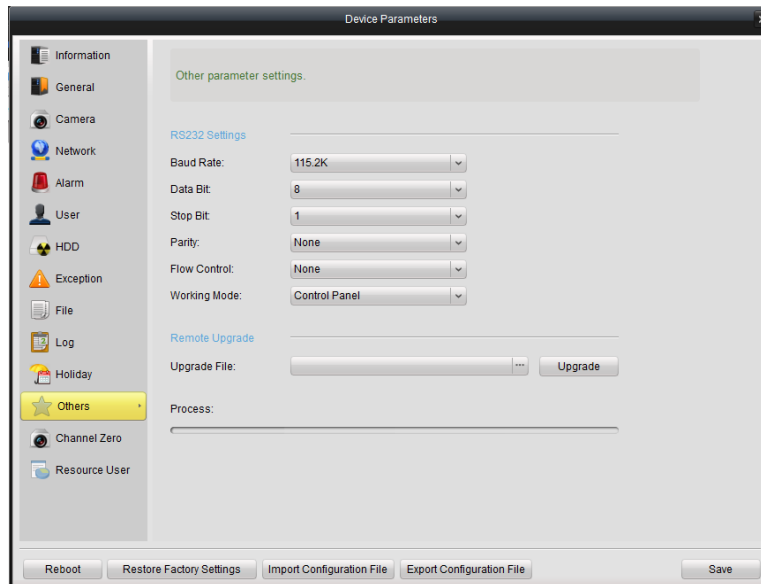 Device Parameters
Information
General
Camera
Network
Alarm
User
HDD
Exception
File
Log
Holiday
Others
Channel Zero
Resource User
Other parameter settings.
RS232 Settings
Baud Rate: 115.2K
Data Bit: 8
Stop Bit: 1
Parity: None
Flow Control: None
Working Mode: Control Panel
Remote Upgrade
Upgrade File: ... Upgrade
Process:
Reboot Restore Factory Settings Import Configuration File Export Configuration File Save